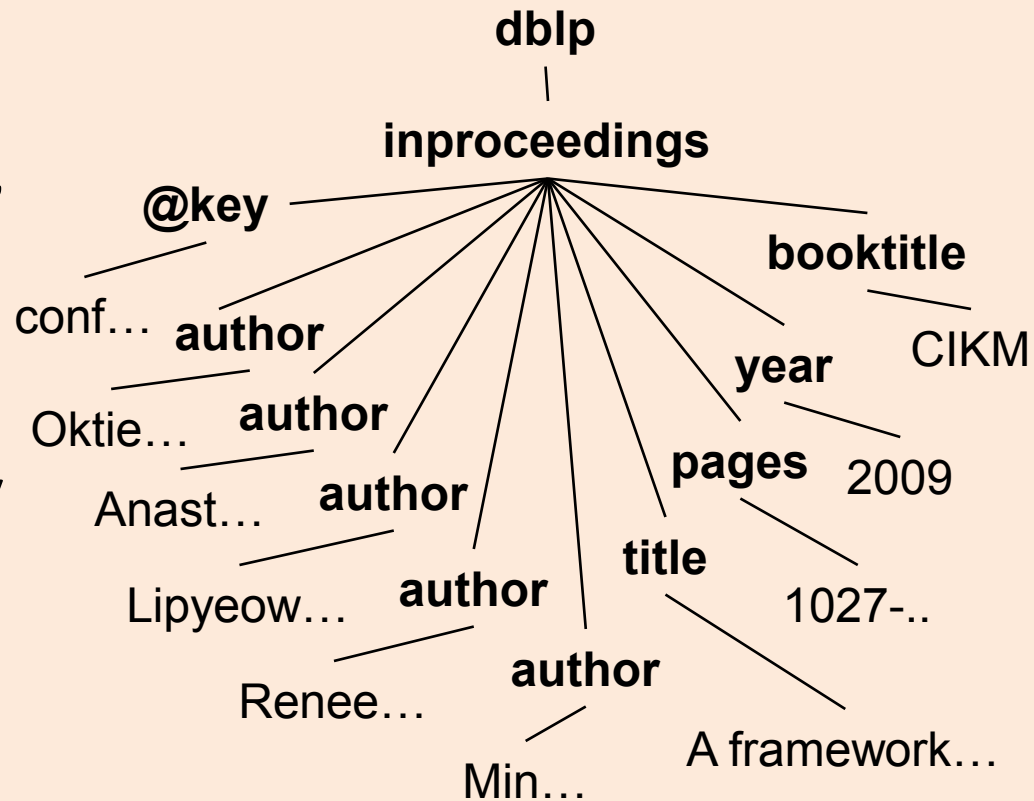 dblp
inproceedings
@key
booktitle
conf…
author
year
CIKM
Oktie…
author
pages
2009
Anast…
author
title
1027-..
Lipyeow…
author
Renee…
author
A framework…
Min…